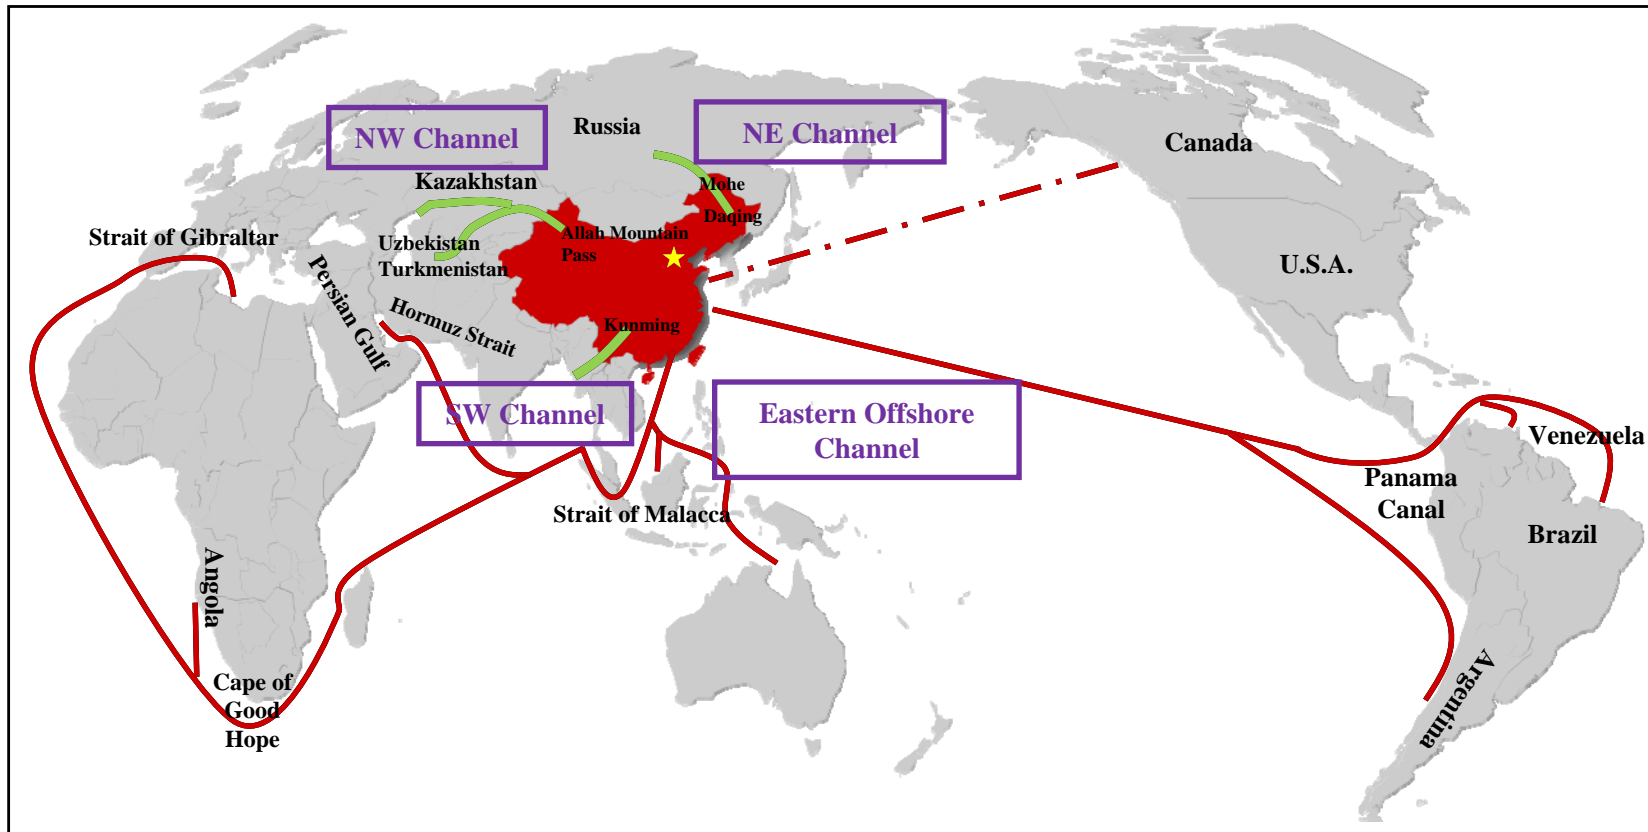 NW Channel
Russia
NE Channel
Canada
Kazakhstan
Mohe
Daqing
Strait of Gibraltar
Uzbekistan
Turkmenistan
Allah Mountain
Pass
U.S.A.
Persian Gulf
Hormuz Strait
Kunming
SW Channel
Eastern Offshore
Channel
Venezuela
Panama
Canal
Strait of Malacca
Brazil
Angola
Cape of
Good
Hope
Argentina